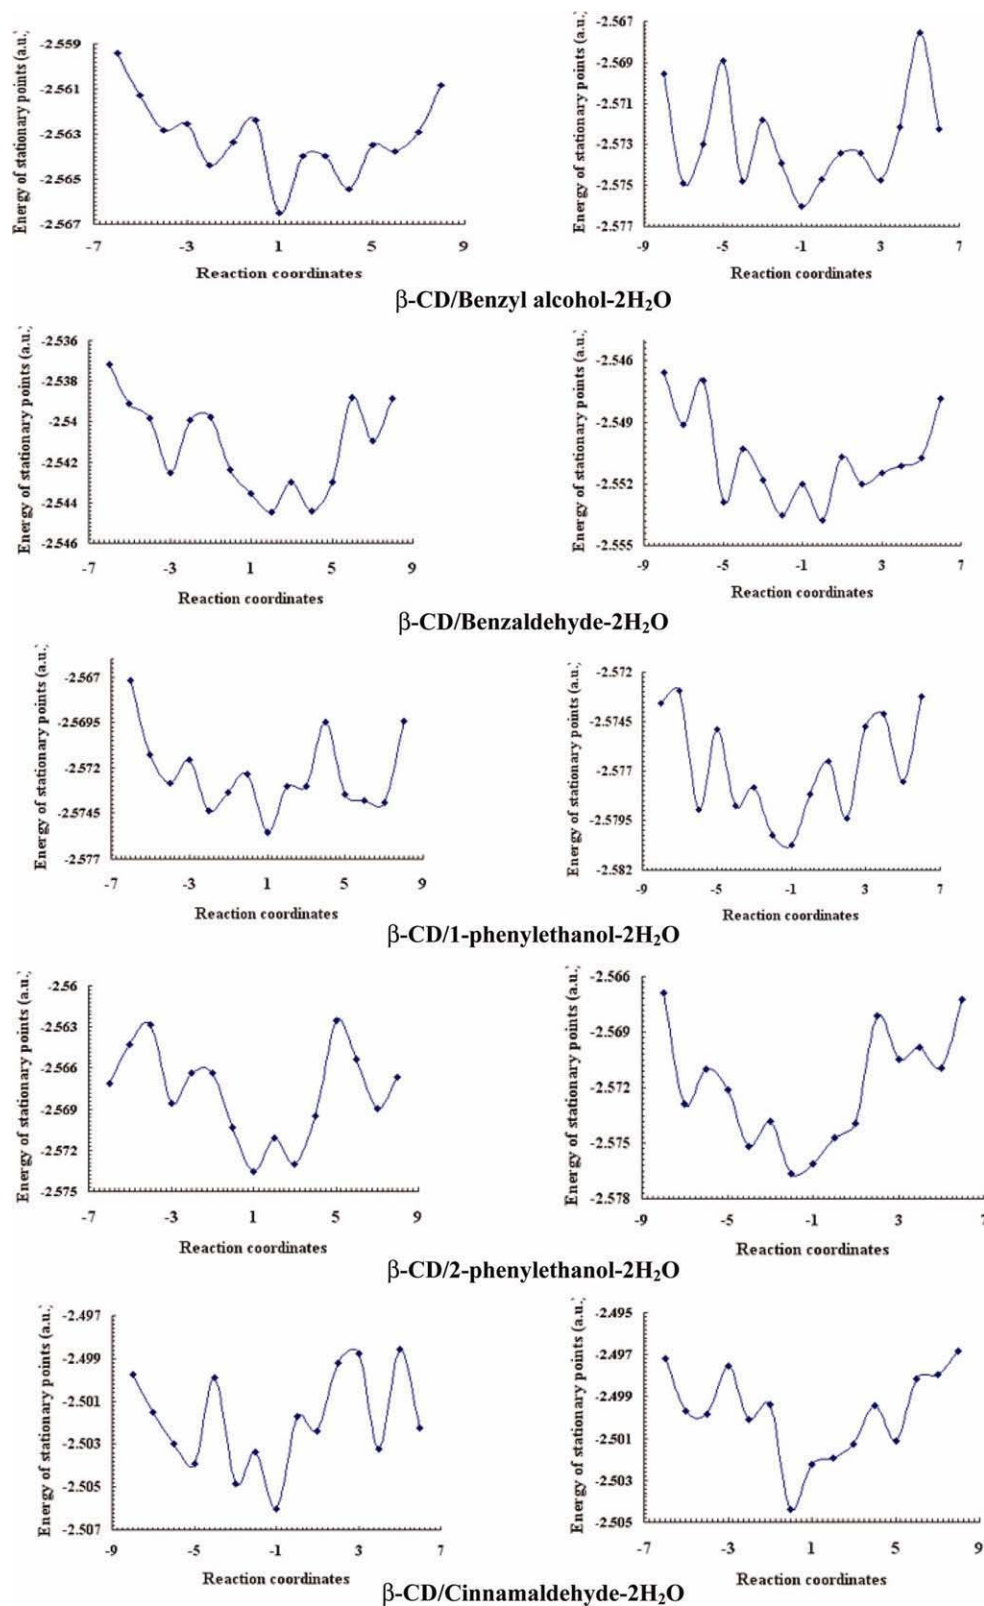 Energy of stationary points (a.u.)
-2.559
-2.561
-2.563
-2.565
-2.567
-7 -3 1 5 9
Reaction coordinates
Energy of stationary points (a.u.)
-2.567
-2.569
-2.571
-2.573
-2.575
-2.577
-9 -5 -1 3 7
Reaction coordinates
β-CD/Benzyl alcohol-2H₂O
Energy of stationary points (a.u.)
-2.536
-2.538
-2.54
-2.542
-2.544
-2.546
-7 -3 1 5 9
Reaction coordinates
Energy of stationary points (a.u.)
-2.546
-2.549
-2.552
-2.555
-9 -5 -1 3 7
Reaction coordinates
β-CD/Benzaldehyde-2H₂O
Energy of stationary points (a.u.)
-2.567
-2.5695
-2.572
-2.5745
-2.577
-7 -3 1 5 9
Reaction coordinates
Energy of stationary points (a.u.)
-2.572
-2.5745
-2.577
-2.5795
-2.582
-9 -5 -1 3 7
Reaction coordinates
β-CD/1-phenylethanol-2H₂O
Energy of stationary points (a.u.)
-2.56
-2.563
-2.566
-2.569
-2.572
-2.575
-7 -3 1 5 9
Reaction coordinates
Energy of stationary points (a.u.)
-2.566
-2.569
-2.572
-2.575
-2.578
-9 -5 -1 3 7
Reaction coordinates
β-CD/2-phenylethanol-2H₂O
Energy of stationary points (a.u.)
-2.497
-2.499
-2.501
-2.503
-2.505
-2.507
-9 -5 -1 3 7
Reaction coordinates
Energy of stationary points (a.u.)
-2.495
-2.497
-2.499
-2.501
-2.503
-2.505
-7 -3 1 5 9
Reaction coordinates
β-CD/Cinnamaldehyde-2H₂O